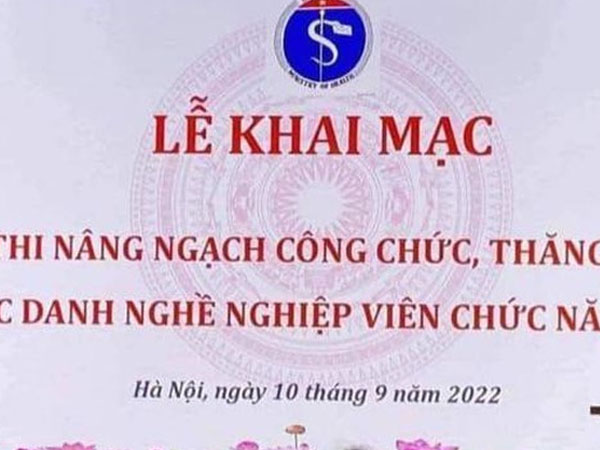 MINISTRY OF HEALTH
LỄ KHAI MẠC
THI NÂNG NGẠCH CÔNG CHỨC, THĂNG
DANH NGHỀ NGHIỆP VIÊN CHỨC
Hà Nội, ngày 10 tháng 9 năm 2022